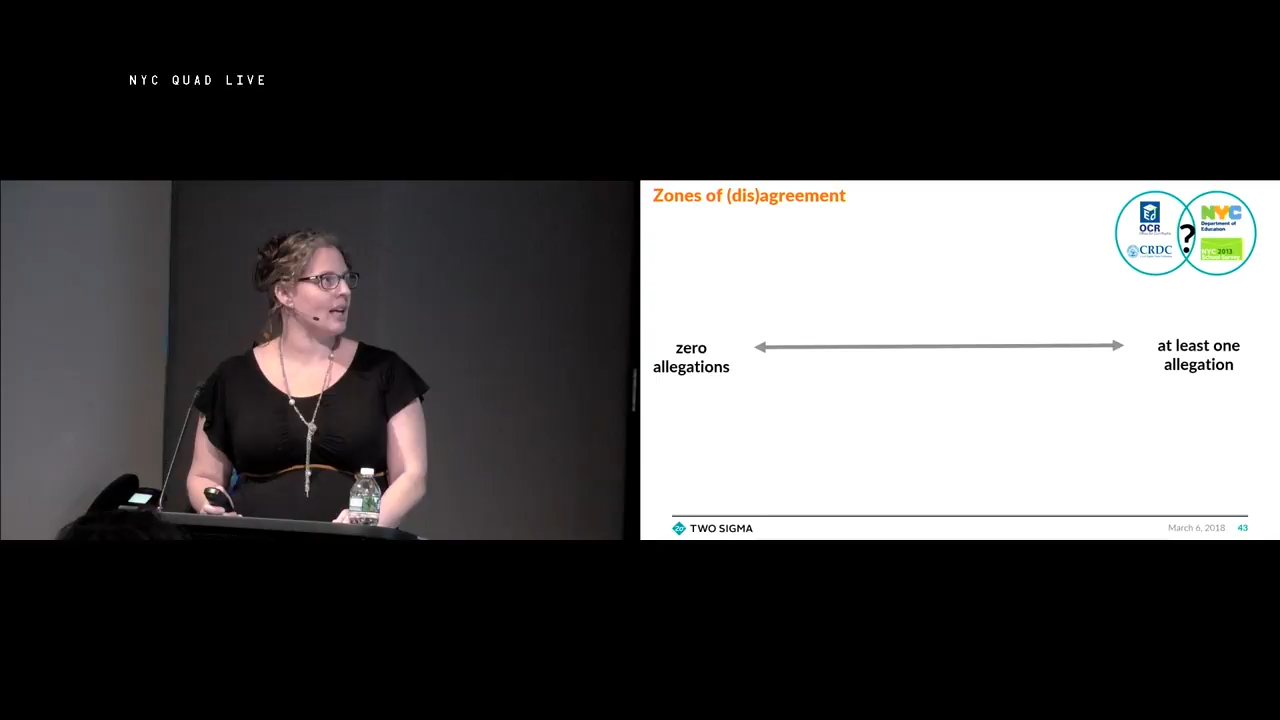 NYC QUAD LIVE
Zones of (dis)agreement
OCR
CRDC
?
NYC
Department of
Education
NYC 2013
School Survey
zero
allegations
at least one
allegation
TWO SIGMA
March 6, 2018 43